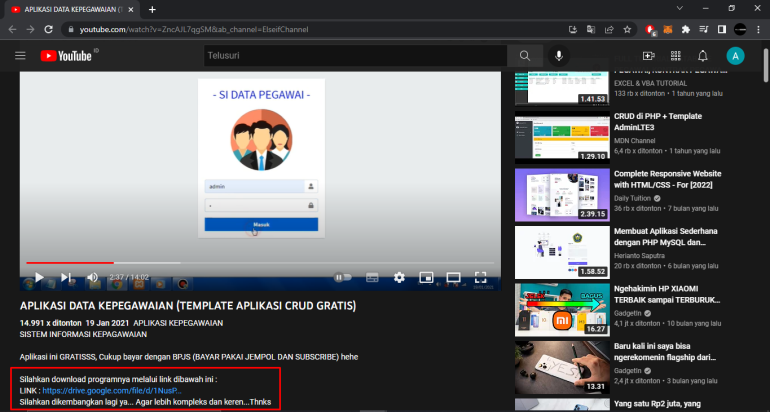 APLIKASI DATA KEPEGAWAIAN (T
youtube.com/watch?v=ZncAJL7qgSM&ab_channel=ElseifChannel
YouTube ID
Telusuri
A
- SI DATA PEGAWAI -
admin
Masuk
2:37 / 14:02
APLIKASI DATA KEPEGAWAIAN (TEMPLATE APLIKASI CRUD GRATIS)
14.991 x ditonton 19 Jan 2021 APLIKASI KEPEGAWAIAN
SISTEM INFORMASI KEPEGAWAIAN
Aplikasi ini GRATISSS, Cukup bayar dengan BPJS (BAYAR PAKAI JEMPOL DAN SUBSCRIBE) hehe
Silahkan download programnya melalui link dibawah ini :
LINK : https://drive.google.com/file/d/1NusP...
Silahkan dikembangkan lagi ya... Agar lebih kompleks dan keren...Thnks
EXCEL & VBA TUTORIAL
133 rb x ditonton • 1 tahun yang lalu
1.41.53
CRUD di PHP + Template
AdminLTE3
MDN Channel
6,4 rb x ditonton • 1 tahun yang lalu
1.29.10
Complete Responsive Website
with HTML/CSS - For [2022]
Daily Tuition
36 rb x ditonton • 7 bulan yang lalu
2.39.15
Membuat Aplikasi Sederhana
dengan PHP MySQL dan...
Herianto Saputra
20 rb x ditonton • 6 bulan yang lalu
1.58.52
Ngehakimin HP XIAOMI
TERBAIK sampai TERBURUK...
GadgetIn
4,1 jt x ditonton • 10 bulan yang lalu
BAGUS
16.27
Baru kali ini saya bisa
ngerekomenin flagship dari...
GadgetIn
2,4 jt x ditonton • 3 bulan yang lalu
13.31
Yang satu Rp2 juta, yang